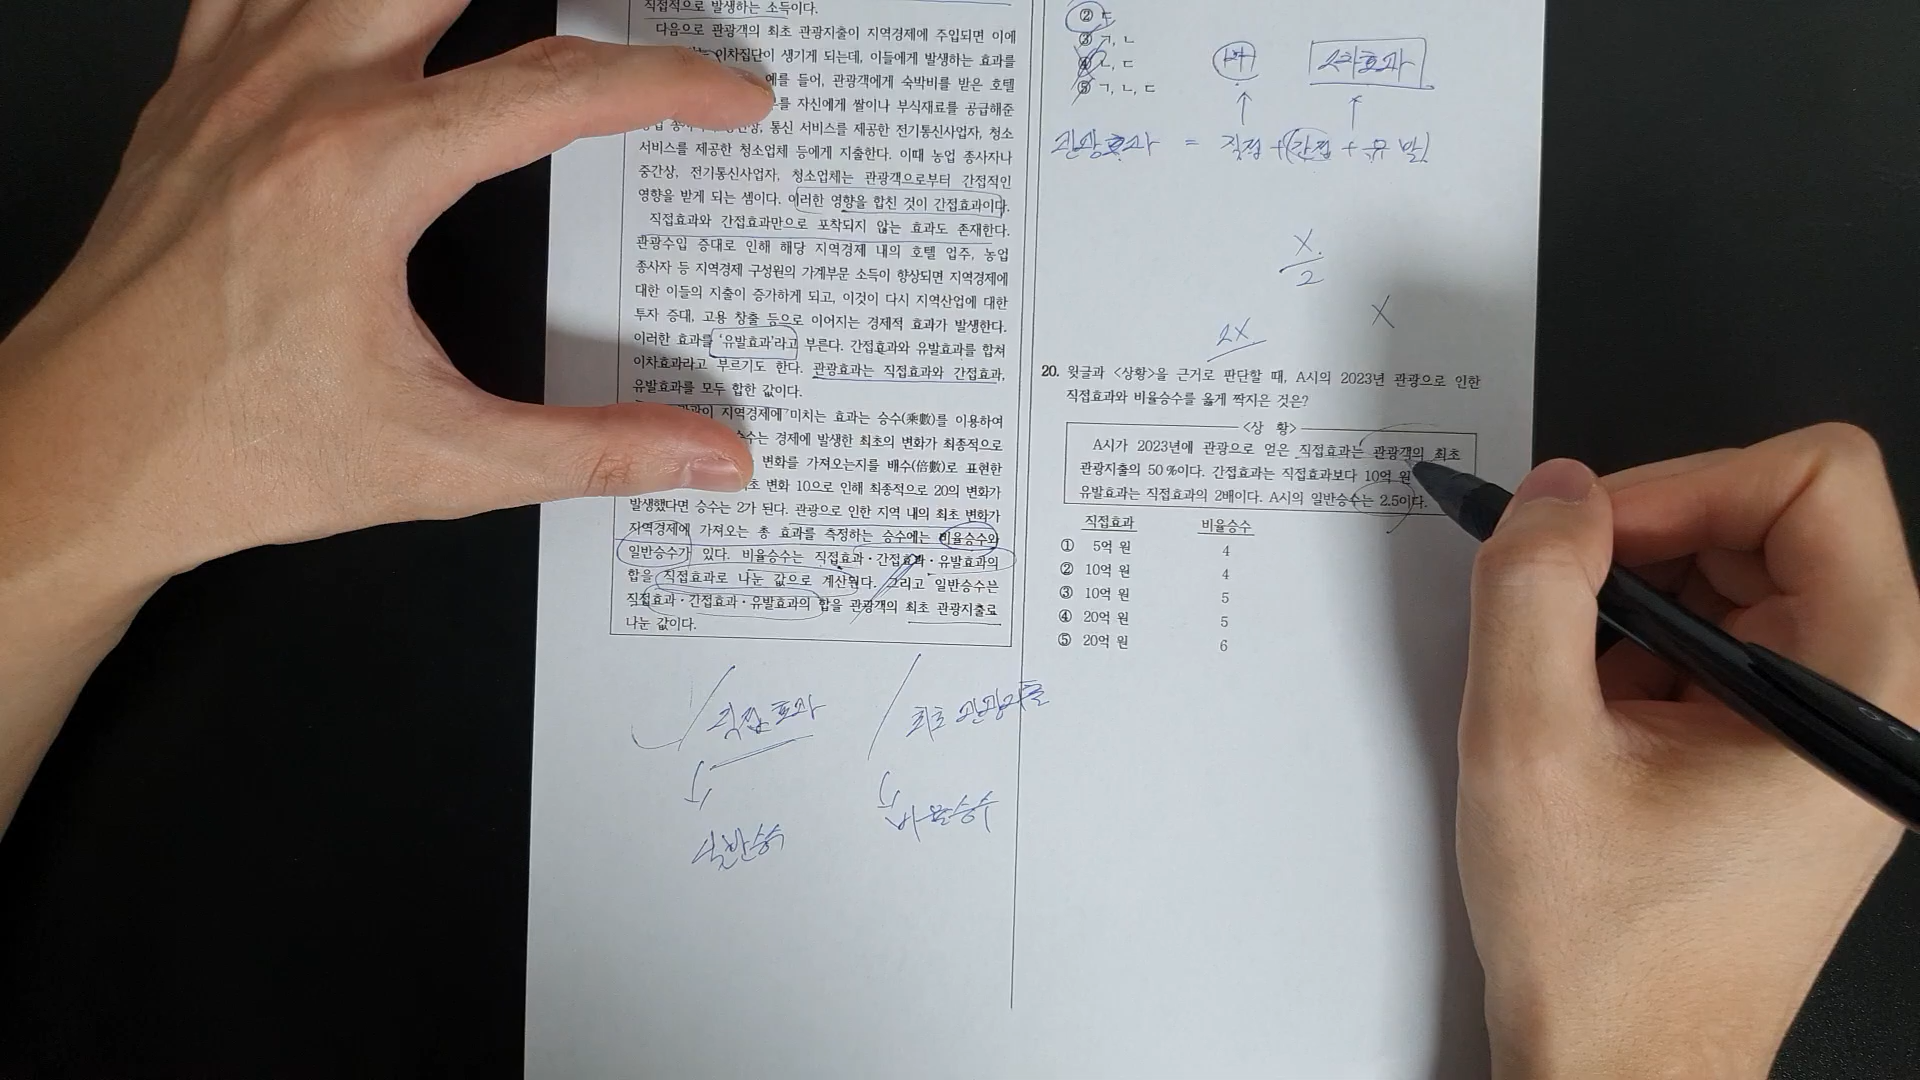 직접적으로 발생하는 소득이다.
다음으로 관광객의 최초 관광지출이 지역경제에 주입되면 이에
이차집단이 생기게 되는데, 이들에게 발생하는 효과를
예를 들어, 관광객에게 숙박비를 받은 호텔
를 자신에게 쌀이나 부식재료를 공급해준
통신 서비스를 제공한 전기통신사업자, 청소
서비스를 제공한 청소업체 등에게 지출한다. 이때 농업 종사자나
중간상, 전기통신사업자, 청소업체는 관광객으로부터 간접적인
영향을 받게 되는 셈이다. 이러한 영향을 합친 것이 간접효과이다.
직접효과와 간접효과만으로 포착되지 않는 효과도 존재한다.
관광수입 증대로 인해 해당 지역경제 내의 호텔 업주, 농업
종사자 등 지역경제 구성원의 가계부문 소득이 향상되면 지역경제에
대한 이들의 지출이 증가하게 되고, 이것이 다시 지역산업에 대한
투자 증대, 고용 창출 등으로 이어지는 경제적 효과가 발생한다.
이러한 효과를 '유발효과'라고 부른다. 간접효과와 유발효과를 합쳐
이차효과라고 부르기도 한다. 관광효과는 직접효과와 간접효과,
유발효과를 모두 합한 값이다.
지역경제에 미치는 효과는 승수(乘數)를 이용하여
승수는 경제에 발생한 최초의 변화가 최종적으로
변화를 가져오는지를 배수(倍數)로 표현한
최초 변화 10으로 인해 최종적으로 20의 변화가
발생했다면 승수는 2가 된다. 관광으로 인한 지역 내의 최초 변화가
지역경제에 가져오는 총 효과를 측정하는 승수에는 비율승수와
일반승수가 있다. 비율승수는 직접효과·간접효과·유발효과의
합을 직접효과로 나눈 값으로 계산된다. 그리고 일반승수는
직접효과·간접효과·유발효과의 합을 관광객의 최초 관광지출로
나눈 값이다.
직접효과
최초 관광지출
일반승수
비율승수
②
③ ㄱ, ㄴ
④ ㄴ, ㄷ
⑤ ㄱ, ㄴ, ㄷ
2차효과
관광효과 = 직접 + (간접 + 유발)
X
2
X
2X
20. 윗글과 <상황>을 근거로 판단할 때, A시의 2023년 관광으로 인한
직접효과와 비율승수를 옳게 짝지은 것은?
<상 황>
A시가 2023년에 관광으로 얻은 직접효과는 관광객의 최초
관광지출의 50 %이다. 간접효과는 직접효과보다 10억 원
유발효과는 직접효과의 2배이다. A시의 일반승수는 2.5이다.
직접효과 비율승수
① 5억 원 4
② 10억 원 4
③ 10억 원 5
④ 20억 원 5
⑤ 20억 원 6